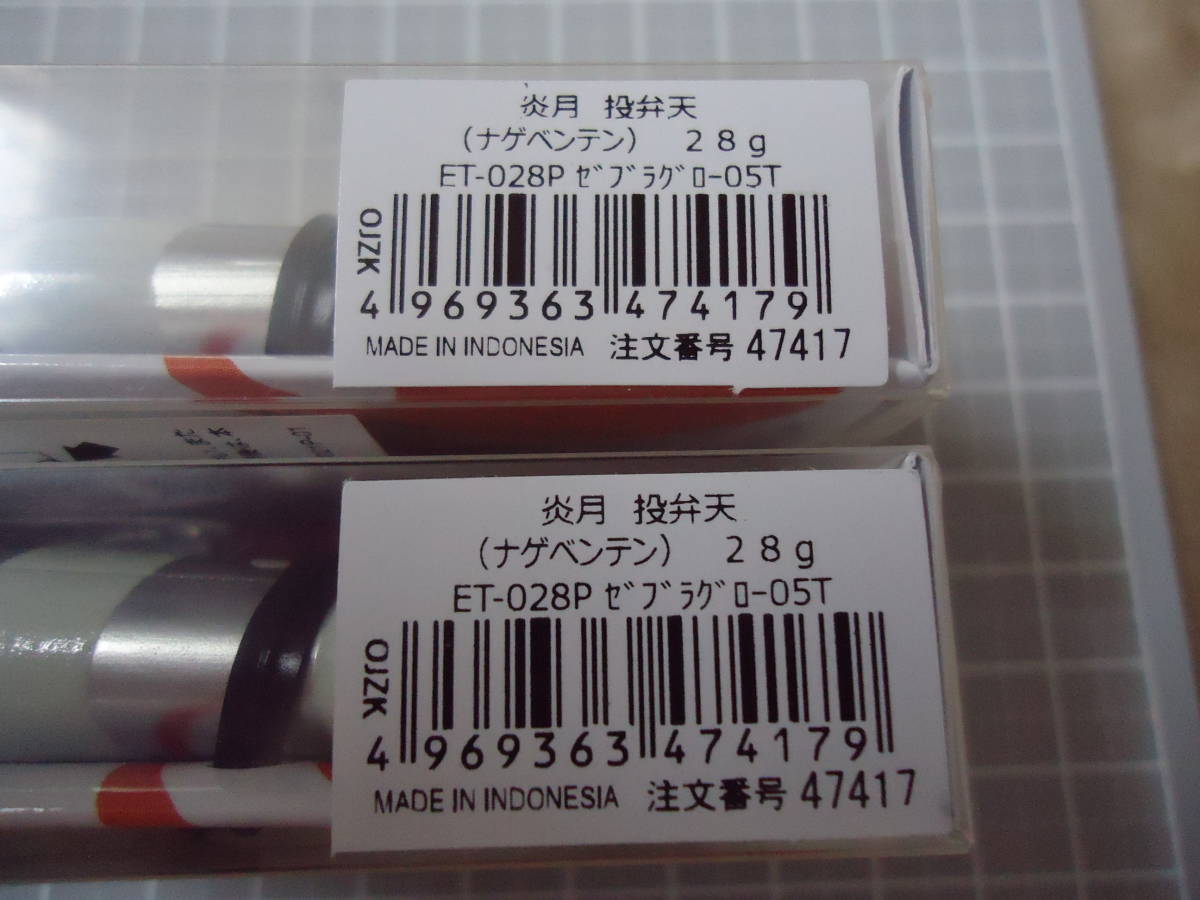 炎月 投弁天
(ナゲベンテン) 28g
ET-028P ゼブラグロー05T
OJZK
4 969363 474179
MADE IN INDONESIA 注文番号 47417
炎月 投弁天
(ナゲベンテン) 28g
ET-028P ゼブラグロー05T
OJZK
4 969363 474179
MADE IN INDONESIA 注文番号 47417